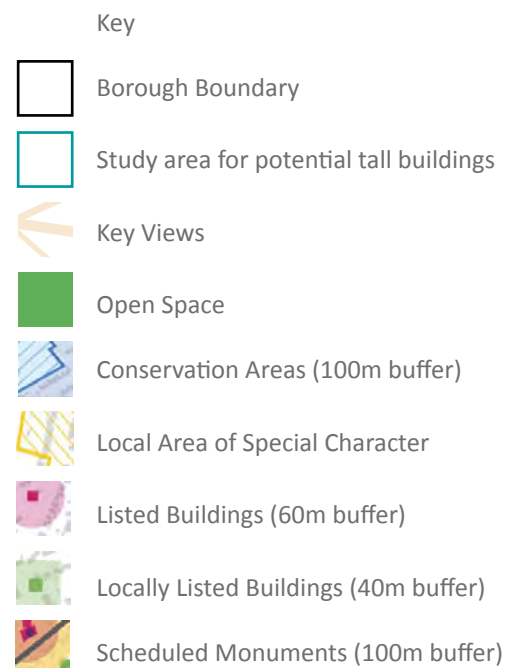 Key
Borough Boundary
Study area for potential tall buildings
Key Views
Open Space
Conservation Areas (100m buffer)
Local Area of Special Character
Listed Buildings (60m buffer)
Locally Listed Buildings (40m buffer)
Scheduled Monuments (100m buffer)